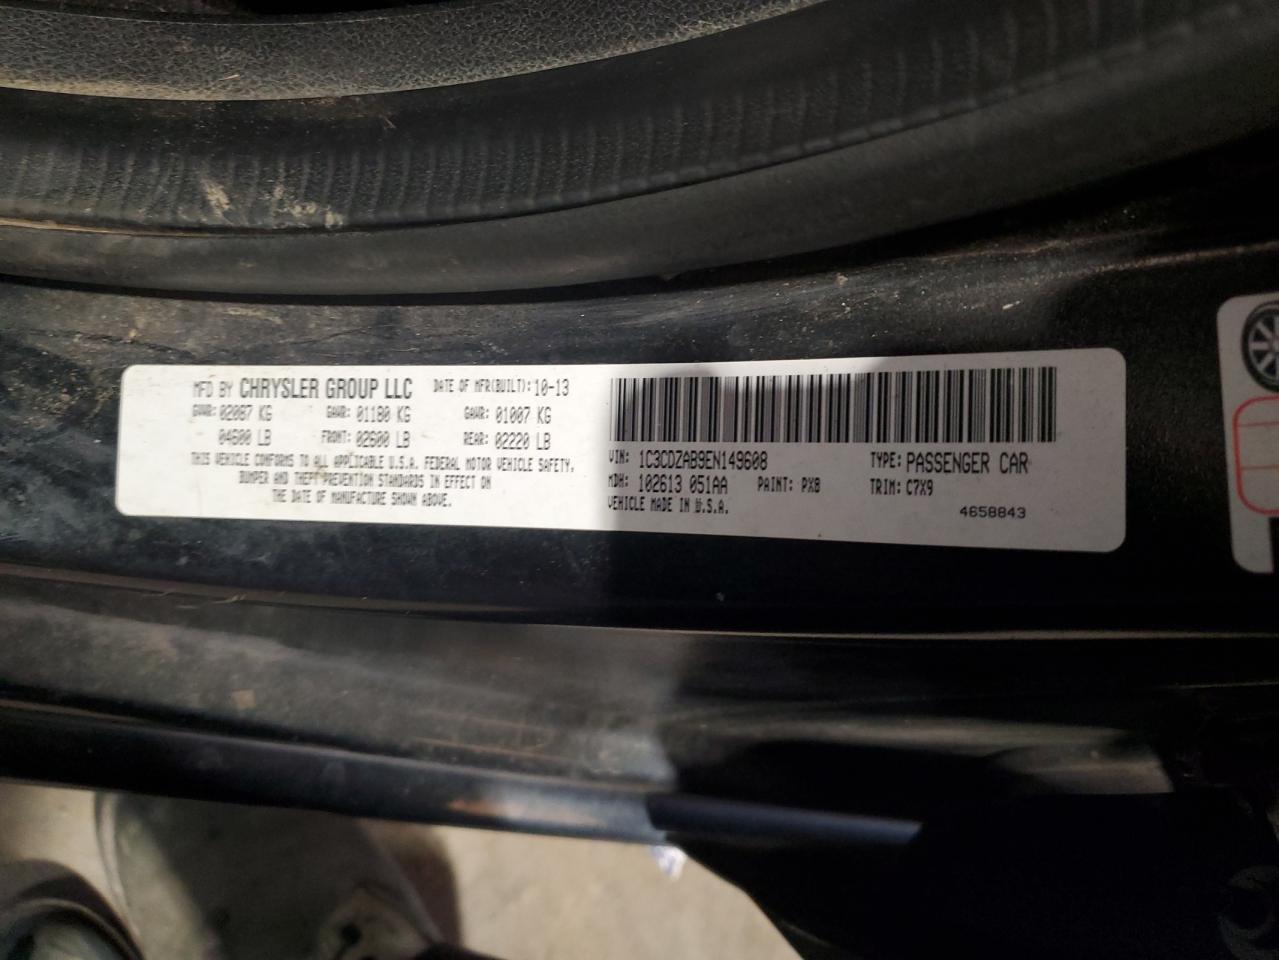 MFD BY CHRYSLER GROUP LLC DATE OF MFR(BUILT): 10-13
GVWR: 02087 KG GAWR: 01180 KG GAWR: 01007 KG
04600 LB FRONT: 02600 LB REAR: 02220 LB
THIS VEHICLE CONFORMS TO ALL APPLICABLE U.S.A. FEDERAL MOTOR VEHICLE SAFETY,
BUMPER AND THEFT PREVENTION STANDARDS IN EFFECT ON
THE DATE OF MANUFACTURE SHOWN ABOVE.
VIN: 1C3CDZAB9EN149608 TYPE: PASSENGER CAR
MDH: 102613 051AA PAINT: PX8 TRIM: C7X9
VEHICLE MADE IN U.S.A. 4658843